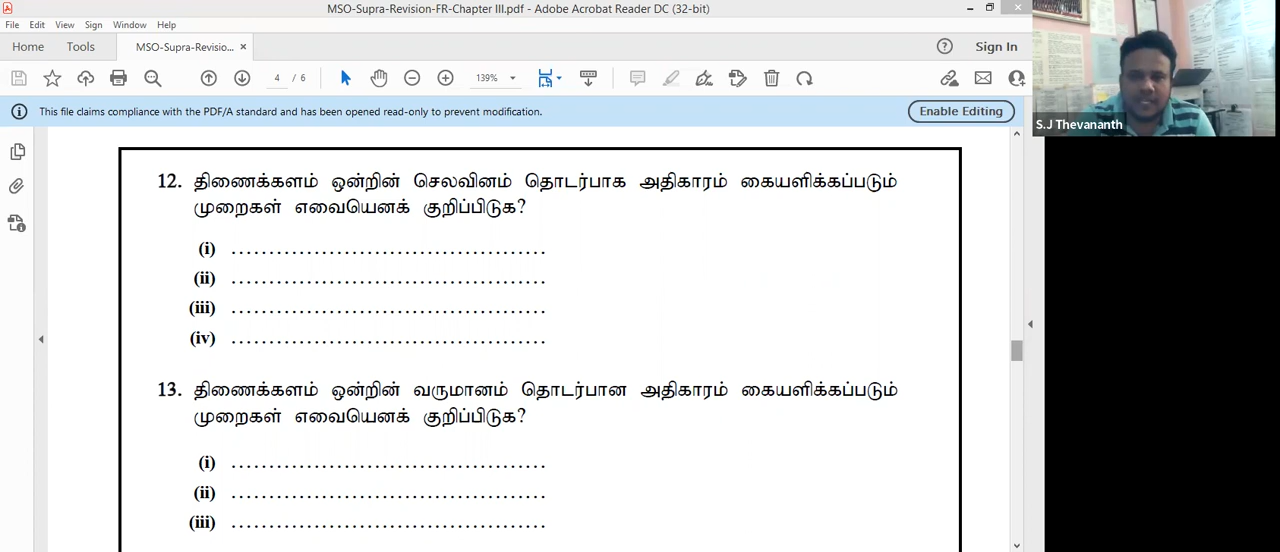 MSO-Supra-Revision-FR-Chapter III.pdf - Adobe Acrobat Reader DC (32-bit)
File Edit View Sign Window Help
Home Tools MSO-Supra-Revisio... × Sign In
4 / 6 139%
This file claims compliance with the PDF/A standard and has been opened read-only to prevent modification. Enable Editing
S.J Thevananth
12. திணைக்களம் ஒன்றின் செலவினம் தொடர்பாக அதிகாரம் கையளிக்கப்படும்
முறைகள் எவையெனக் குறிப்பிடுக?
(i) ..........................................
(ii) ..........................................
(iii) ..........................................
(iv) ..........................................
13. திணைக்களம் ஒன்றின் வருமானம் தொடர்பான அதிகாரம் கையளிக்கப்படும்
முறைகள் எவையெனக் குறிப்பிடுக?
(i) ..........................................
(ii) ..........................................
(iii) ..........................................